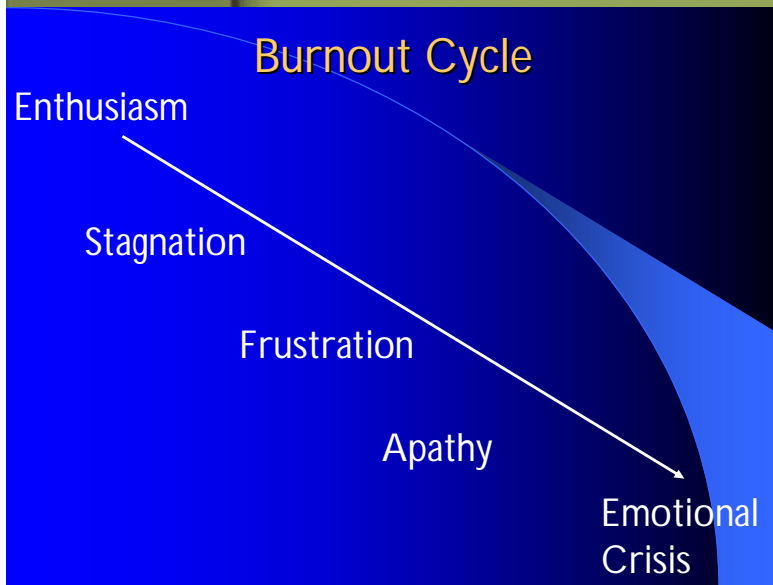 Burnout Cycle
Enthusiasm
Stagnation
Frustration
Apathy
Emotional
Crisis